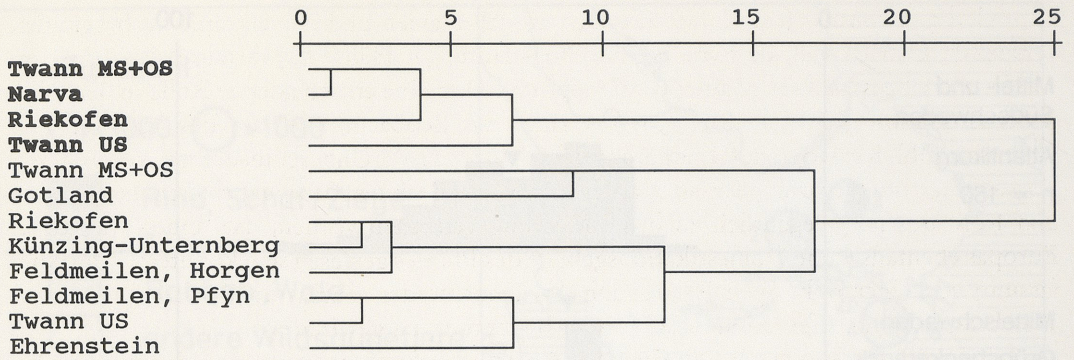 0 5 10 15 20 25
Twann MS+OS
Narva
Riekofen
Twann US
Twann MS+OS
Gotland
Riekofen
Künzing-Unternberg
Feldmeilen, Horgen
Feldmeilen, Pfyn
Twann US
Ehrenstein